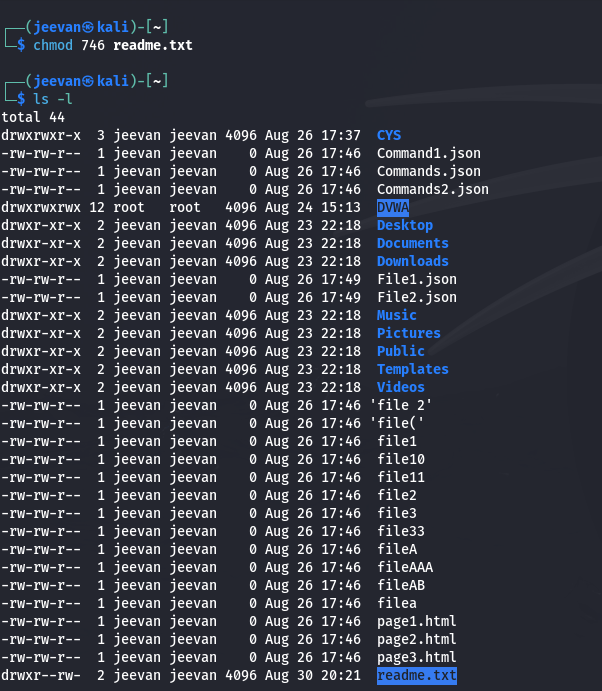 ┌──(jeevan㉿kali)-[~]
└─$ chmod 746 readme.txt
┌──(jeevan㉿kali)-[~]
└─$ ls -l
total 44
drwxrwxr-x  3 jeevan jeevan 4096 Aug 26 17:37  CYS
-rw-rw-r--  1 jeevan jeevan    0 Aug 26 17:46  Command1.json
-rw-rw-r--  1 jeevan jeevan    0 Aug 26 17:46  Commands.json
-rw-rw-r--  1 jeevan jeevan    0 Aug 26 17:46  Commands2.json
drwxrwxrwx 12 root   root   4096 Aug 24 15:13  DVWA
drwxr-xr-x  2 jeevan jeevan 4096 Aug 23 22:18  Desktop
drwxr-xr-x  2 jeevan jeevan 4096 Aug 23 22:18  Documents
drwxr-xr-x  2 jeevan jeevan 4096 Aug 23 22:18  Downloads
-rw-rw-r--  1 jeevan jeevan    0 Aug 26 17:49  File1.json
-rw-rw-r--  1 jeevan jeevan    0 Aug 26 17:49  File2.json
drwxr-xr-x  2 jeevan jeevan 4096 Aug 23 22:18  Music
drwxr-xr-x  2 jeevan jeevan 4096 Aug 23 22:18  Pictures
drwxr-xr-x  2 jeevan jeevan 4096 Aug 23 22:18  Public
drwxr-xr-x  2 jeevan jeevan 4096 Aug 23 22:18  Templates
drwxr-xr-x  2 jeevan jeevan 4096 Aug 23 22:18  Videos
-rw-rw-r--  1 jeevan jeevan    0 Aug 26 17:46 'file 2'
-rw-rw-r--  1 jeevan jeevan    0 Aug 26 17:46 'file('
-rw-rw-r--  1 jeevan jeevan    0 Aug 26 17:46  file1
-rw-rw-r--  1 jeevan jeevan    0 Aug 26 17:46  file10
-rw-rw-r--  1 jeevan jeevan    0 Aug 26 17:46  file11
-rw-rw-r--  1 jeevan jeevan    0 Aug 26 17:46  file2
-rw-rw-r--  1 jeevan jeevan    0 Aug 26 17:46  file3
-rw-rw-r--  1 jeevan jeevan    0 Aug 26 17:46  file33
-rw-rw-r--  1 jeevan jeevan    0 Aug 26 17:46  fileA
-rw-rw-r--  1 jeevan jeevan    0 Aug 26 17:46  fileAAA
-rw-rw-r--  1 jeevan jeevan    0 Aug 26 17:46  fileAB
-rw-rw-r--  1 jeevan jeevan    0 Aug 26 17:46  filea
-rw-rw-r--  1 jeevan jeevan    0 Aug 26 17:46  page1.html
-rw-rw-r--  1 jeevan jeevan    0 Aug 26 17:46  page2.html
-rw-rw-r--  1 jeevan jeevan    0 Aug 26 17:46  page3.html
drwxr--rw-  2 jeevan jeevan 4096 Aug 30 20:21  readme.txt